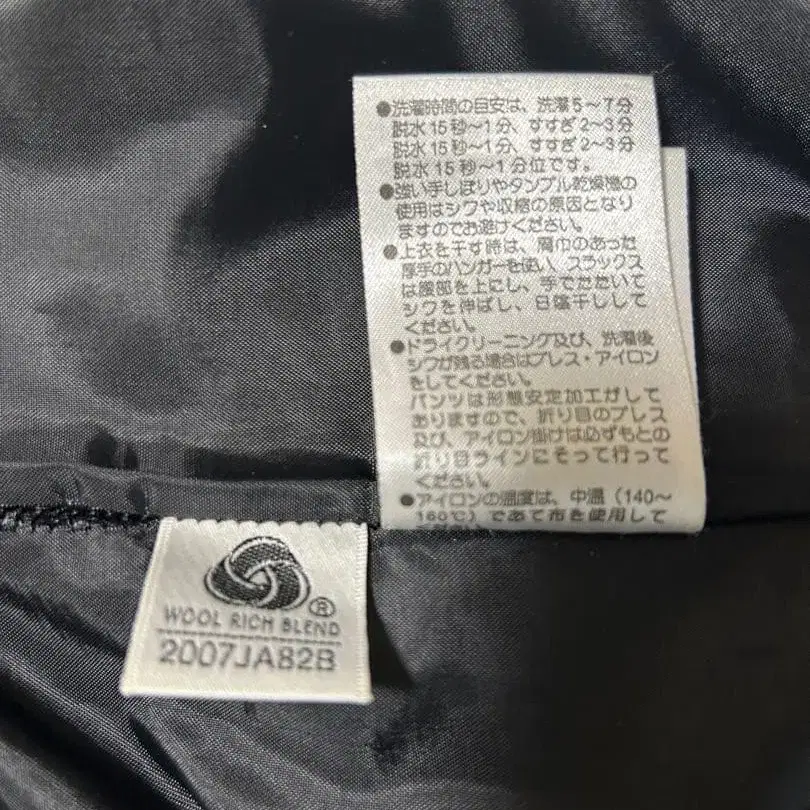 ●洗濯時間の目安は、洗濯5〜7分
脱水15秒〜1分、すすぎ2〜3分
脱水15秒〜1分、すすぎ2〜3分
脱水15秒〜1分位です。
●強い手しぼりやタンブル乾燥機の
使用はシワや収縮の原因となり
ますのでお避けください。
●上衣を干す時は、肩巾のあった
厚手のハンガーを使い、スラックス
は腰部を上にし、手でたたいて
シワを伸ばし、日陰干しして
ください。
●ドライクリーニング及び、洗濯後
シワが残る場合はプレス・アイロン
をしてください。
パンツは形態安定加工がして
ありますので、折り目のプレス
及び、アイロン掛けは必ずもとの
折り目ラインにそって行って
ください。
●アイロンの温度は、中温（140〜
160℃）であて布を使用して
WOOL RICH BLEND
®
2007JA82B